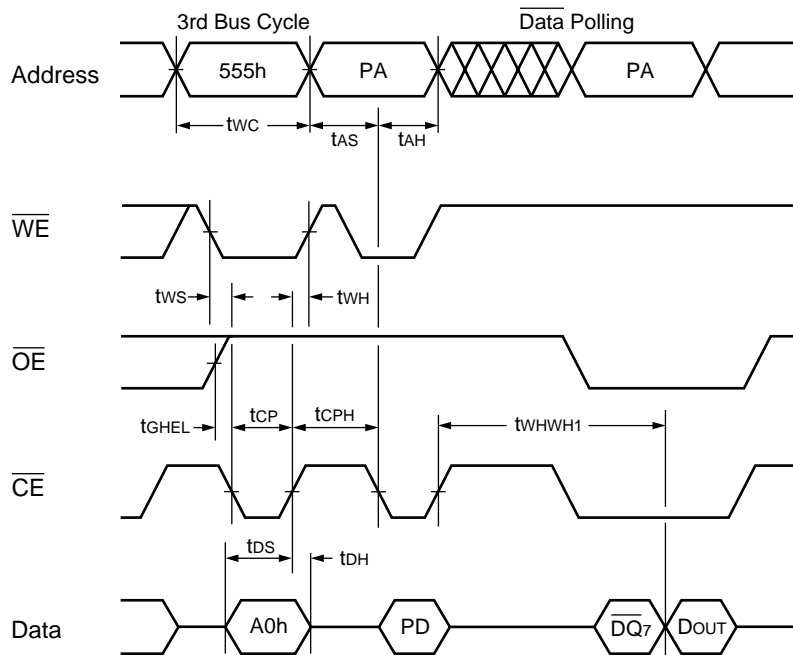 3rd Bus Cycle Data Polling
Address 555h PA PA
tWC tAS tAH
WE
tWS tWH
OE
tGHEL tCP tCPH tWHWH1
CE
tDS tDH
Data A0h PD DQ7 DOUT